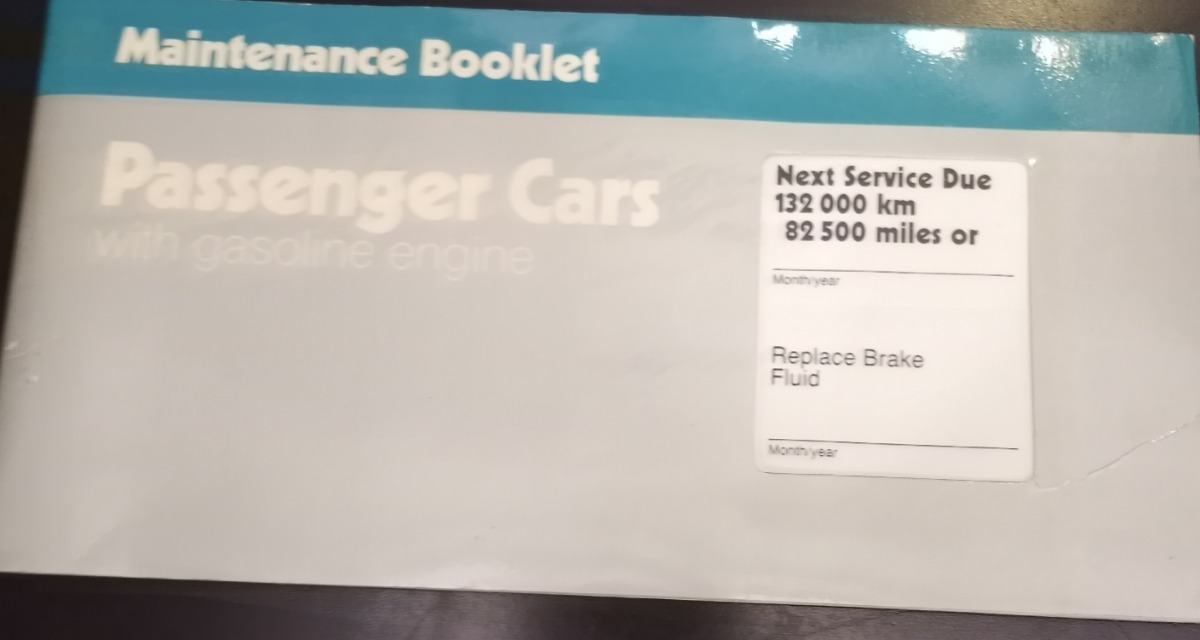 Maintenance Booklet
Passenger Cars
with gasoline engine
Next Service Due
132 000 km
82 500 miles or
Month/year
Replace Brake
Fluid
Month/year